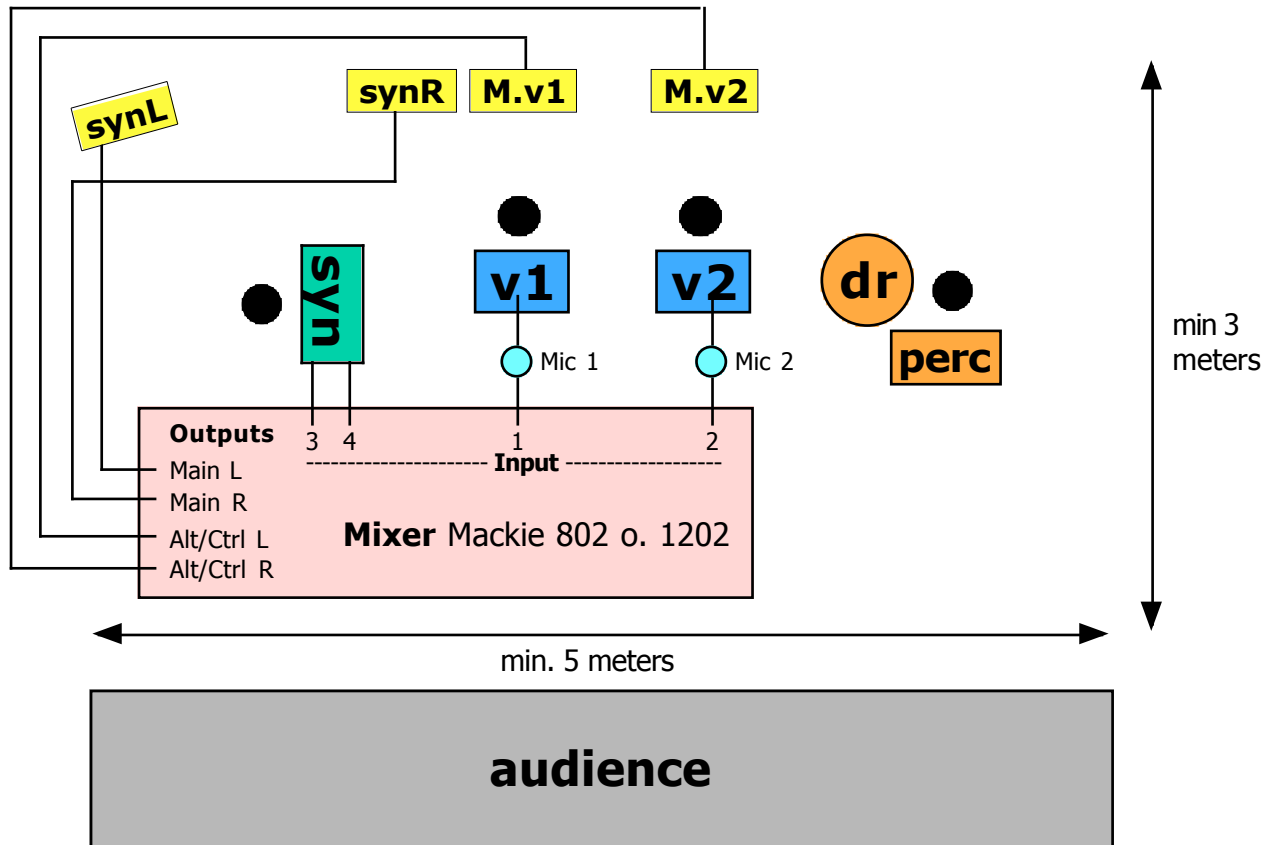 synL
synR
M.v1
M.v2
syn
v1
v2
dr
perc
Mic 1
Mic 2
min 3
meters
Outputs
3 4 1 2
Input
Main L
Main R
Alt/Ctrl L
Alt/Ctrl R
Mixer Mackie 802 o. 1202
min. 5 meters
audience